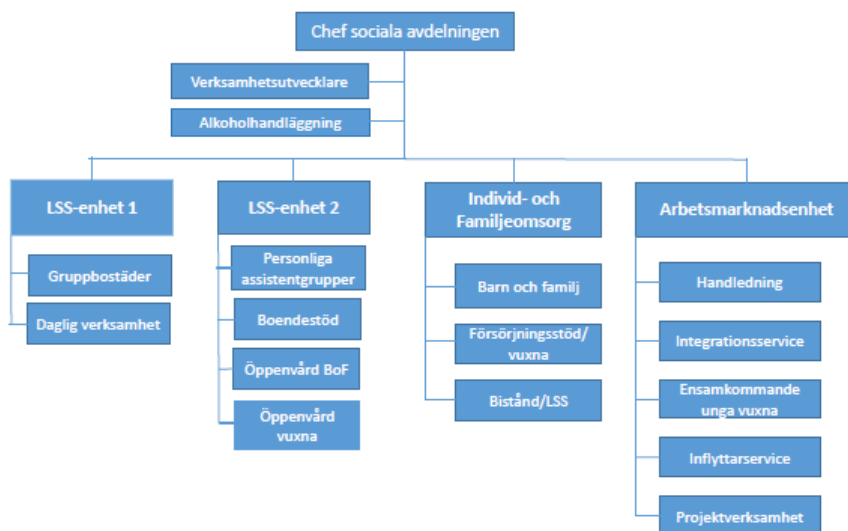 Chef sociala avdelningen
Verksamhetsutvecklare
Alkoholhandläggning
LSS-enhet 1
Gruppbostäder
Daglig verksamhet
LSS-enhet 2
Personliga
assistentgrupper
Boendestöd
Öppenvård BoF
Öppenvård
vuxna
Individ- och
Familjeomsorg
Barn och familj
Försörjningsstöd/
vuxna
Bistånd/LSS
Arbetsmarknadsenhet
Handledning
Integrationsservice
Ensamkommande
unga vuxna
Inflyttarservice
Projektverksamhet